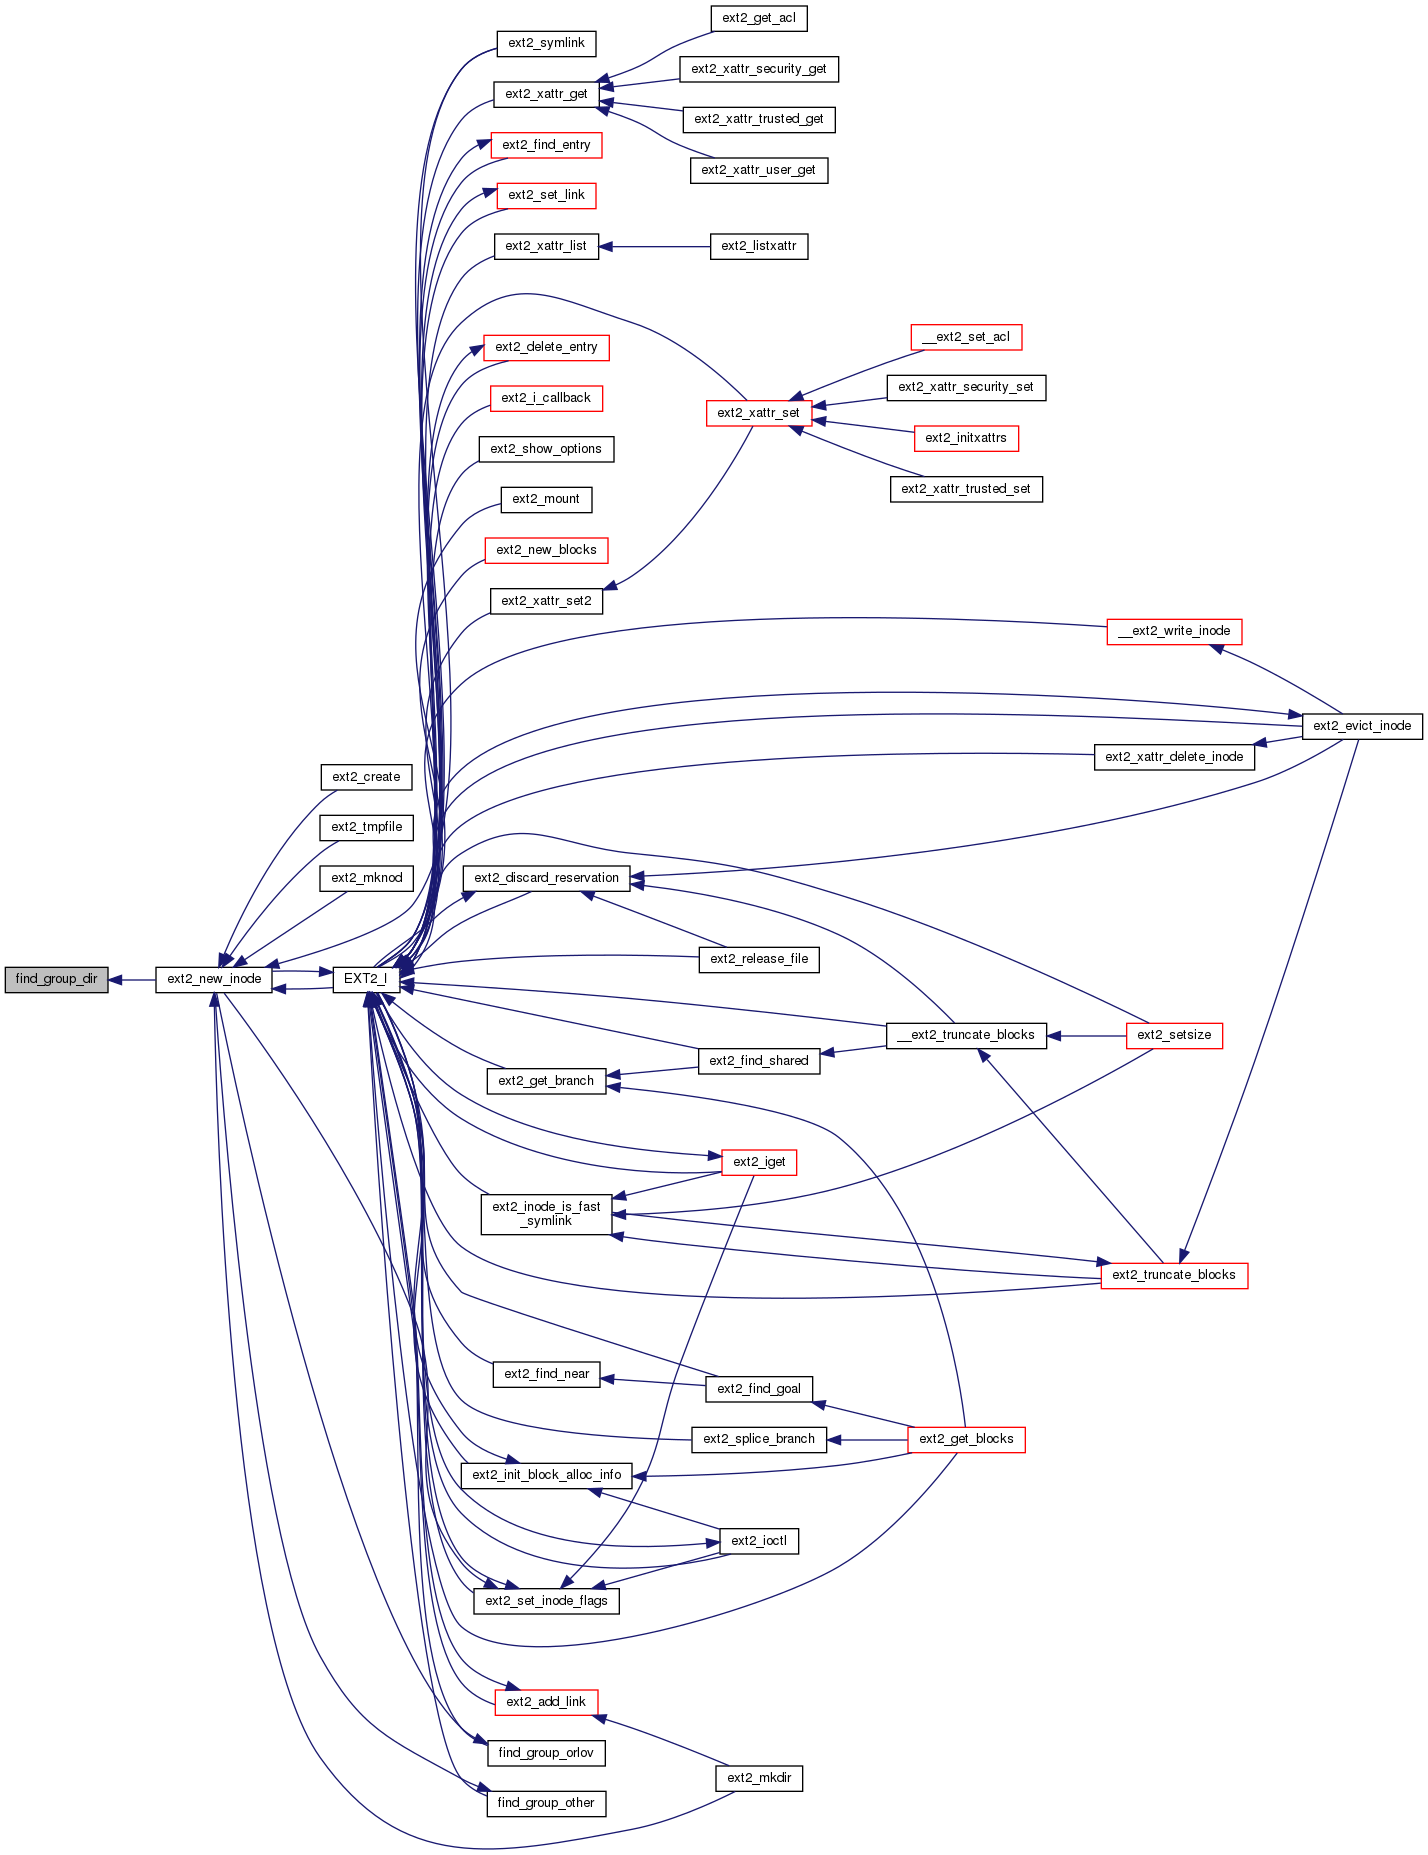 ext2_get_acl
ext2_symlink
ext2_xattr_security_get
ext2_xattr_get
ext2_xattr_trusted_get
ext2_find_entry
ext2_xattr_user_get
ext2_set_link
ext2_xattr_list
ext2_listxattr
__ext2_set_acl
ext2_delete_entry
ext2_xattr_security_set
ext2_i_callback
ext2_xattr_set
ext2_initxattrs
ext2_show_options
ext2_xattr_trusted_set
ext2_mount
ext2_new_blocks
ext2_xattr_set2
__ext2_write_inode
ext2_evict_inode
ext2_xattr_delete_inode
ext2_create
ext2_tmpfile
ext2_mknod
ext2_discard_reservation
ext2_release_file
find_group_dir
ext2_new_inode
EXT2_I
__ext2_truncate_blocks
ext2_setsize
ext2_find_shared
ext2_get_branch
ext2_iget
ext2_inode_is_fast
_symlink
ext2_truncate_blocks
ext2_find_near
ext2_find_goal
ext2_splice_branch
ext2_get_blocks
ext2_init_block_alloc_info
ext2_ioctl
ext2_set_inode_flags
ext2_add_link
find_group_orlov
ext2_mkdir
find_group_other